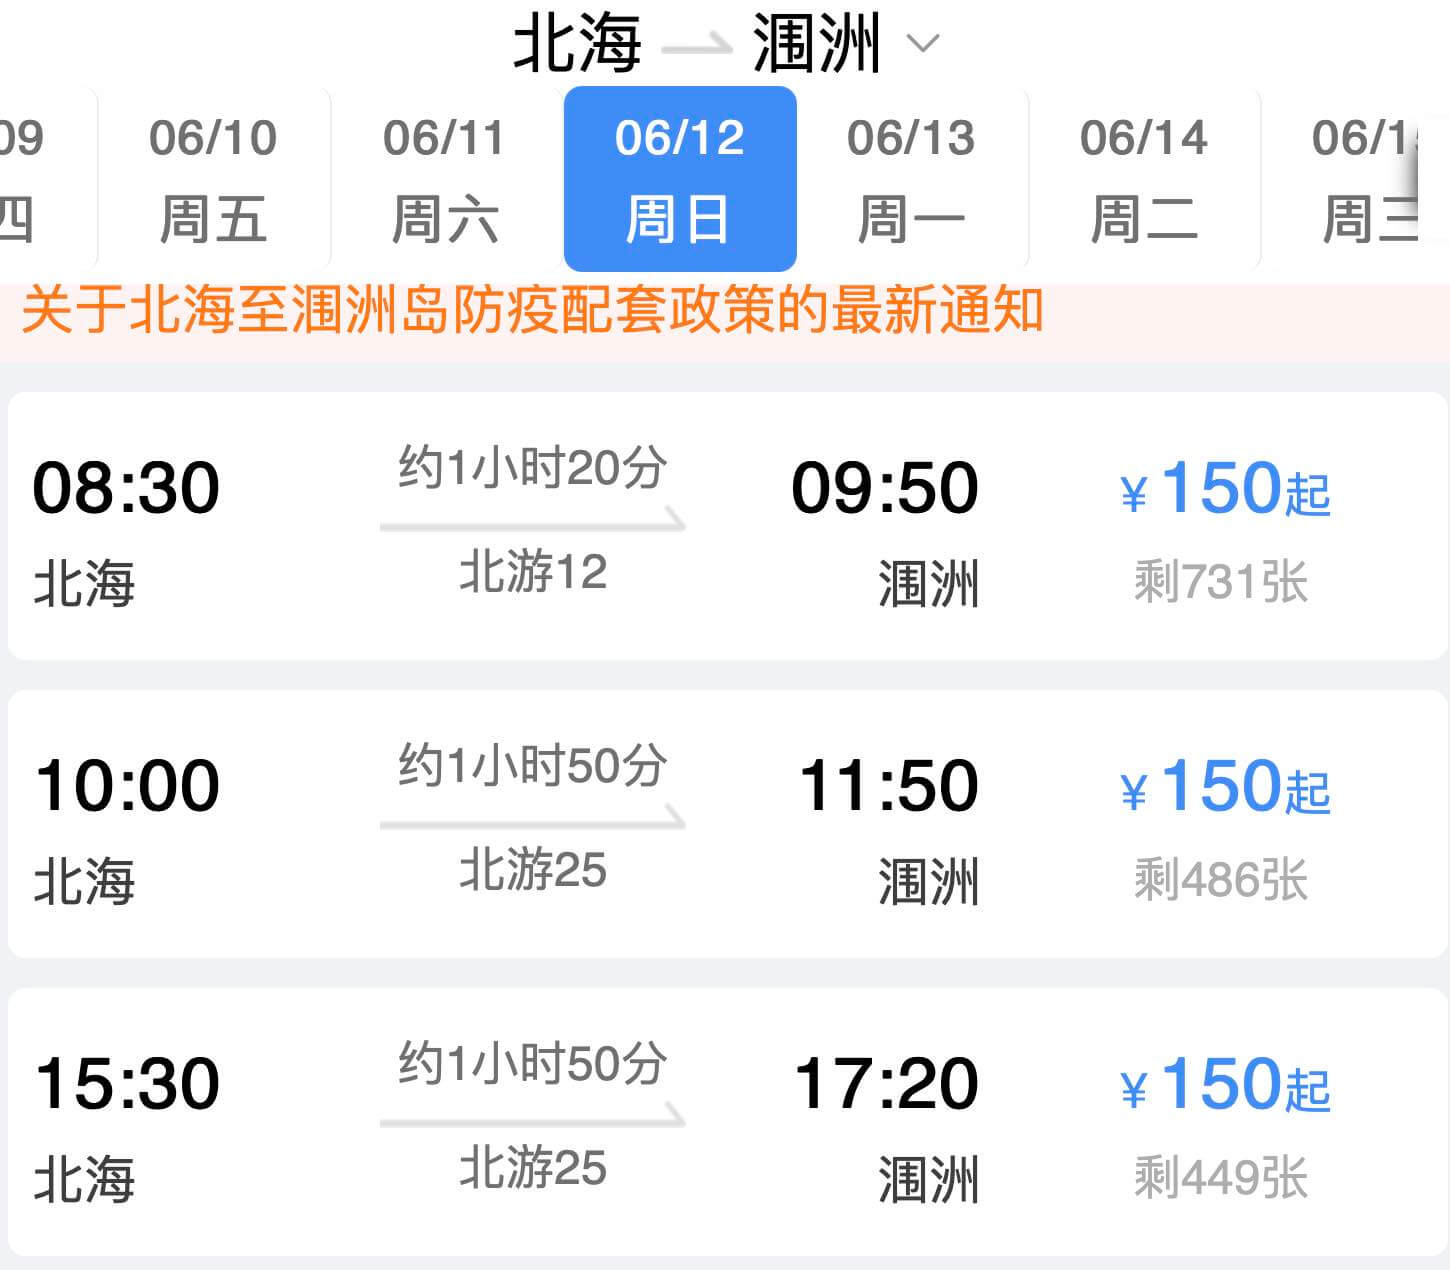 北海 涠洲
09 06/10 06/11 06/12 06/13 06/14 06/1
四 周五 周六 周日 周一 周二 周三
关于北海至涠洲岛防疫配套政策的最新通知
08:30 约1小时20分 09:50 ¥150起
北海 北游12 涠洲 剩731张
10:00 约1小时50分 11:50 ¥150起
北海 北游25 涠洲 剩486张
15:30 约1小时50分 17:20 ¥150起
北海 北游25 涠洲 剩449张